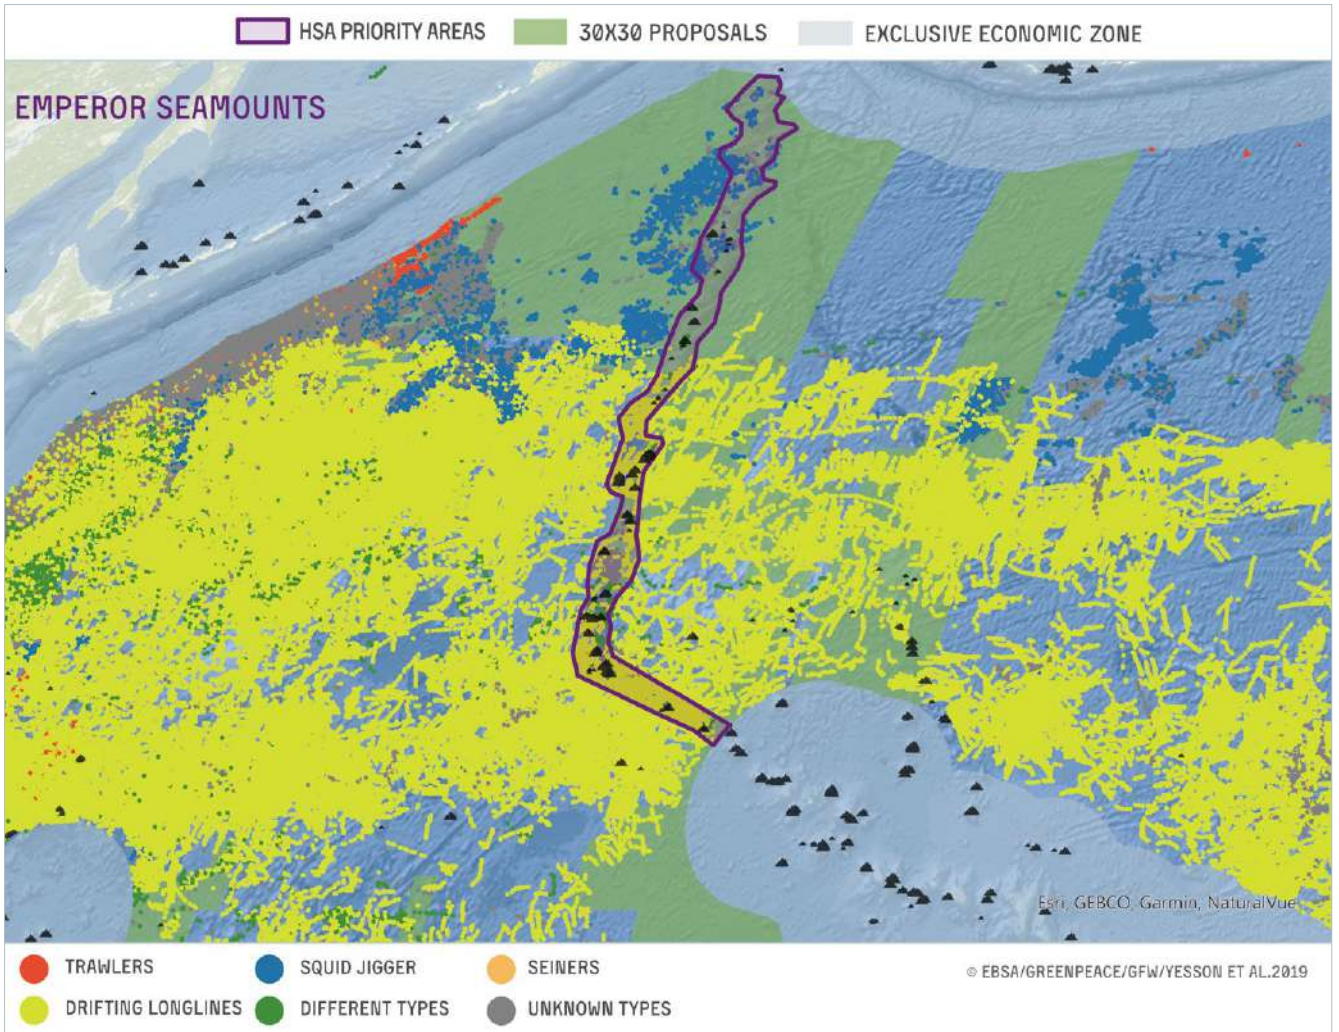 HSA PRIORITY AREAS 30X30 PROPOSALS EXCLUSIVE ECONOMIC ZONE
EMPEROR SEAMOUNTS
Esri, GEBCO, Garmin, NaturalVue
TRAWLERS SQUID JIGGER SEINERS
© EBSA/GREENPEACE/GFW/YESSON ET AL.2019
DRIFTING LONGLINES DIFFERENT TYPES UNKNOWN TYPES